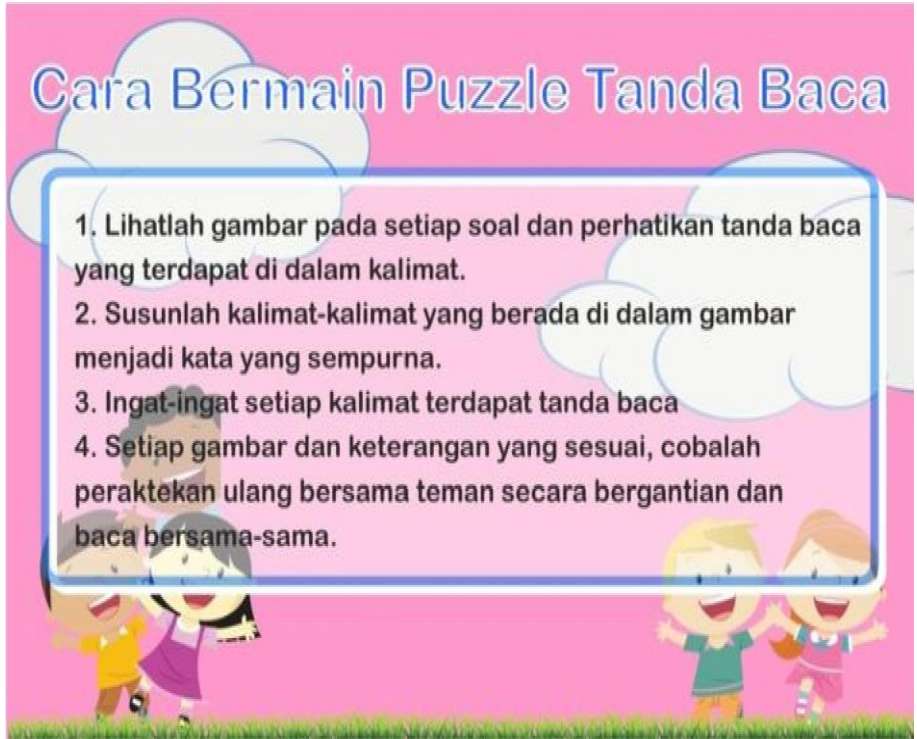 Cara Bermain Puzzle Tanda Baca
1. Lihatlah gambar pada setiap soal dan perhatikan tanda baca
yang terdapat di dalam kalimat.
2. Susunlah kalimat-kalimat yang berada di dalam gambar
menjadi kata yang sempurna.
3. Ingat-ingat setiap kalimat terdapat tanda baca
4. Setiap gambar dan keterangan yang sesuai, cobalah
peraktekan ulang bersama teman secara bergantian dan
baca bersama-sama.